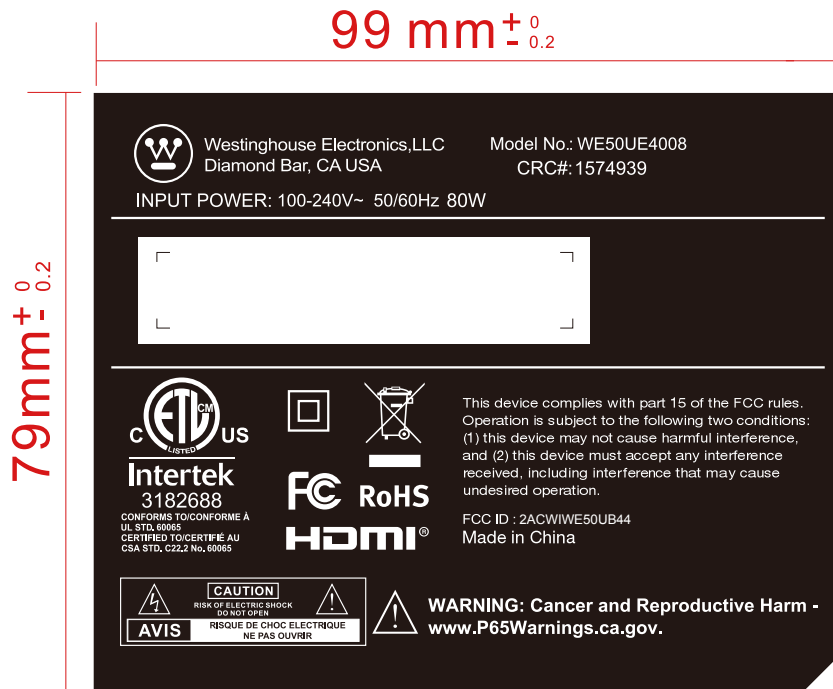 99 mm ± 0 0.2
79mm ± 0 0.2
Westinghouse Electronics,LLC
Diamond Bar, CA USA
Model No.: WE50UE4008
CRC#: 1574939
INPUT POWER: 100-240V~ 50/60Hz 80W
ETL CM
C US
LISTED
Intertek
3182688
CONFORMS TO/CONFORME À
UL STD. 60065
CERTIFIED TO/CERTIFIÉ AU
CSA STD. C22.2 No. 60065
FC RoHS
HDMI®
This device complies with part 15 of the FCC rules.
Operation is subject to the following two conditions:
(1) this device may not cause harmful interference,
and (2) this device must accept any interference
received, including interference that may cause
undesired operation.
FCC ID : 2ACWIWE50UB44
Made in China
CAUTION
RISK OF ELECTRIC SHOCK
DO NOT OPEN
AVIS
RISQUE DE CHOC ELECTRIQUE
NE PAS OUVRIR
WARNING: Cancer and Reproductive Harm -
www.P65Warnings.ca.gov.